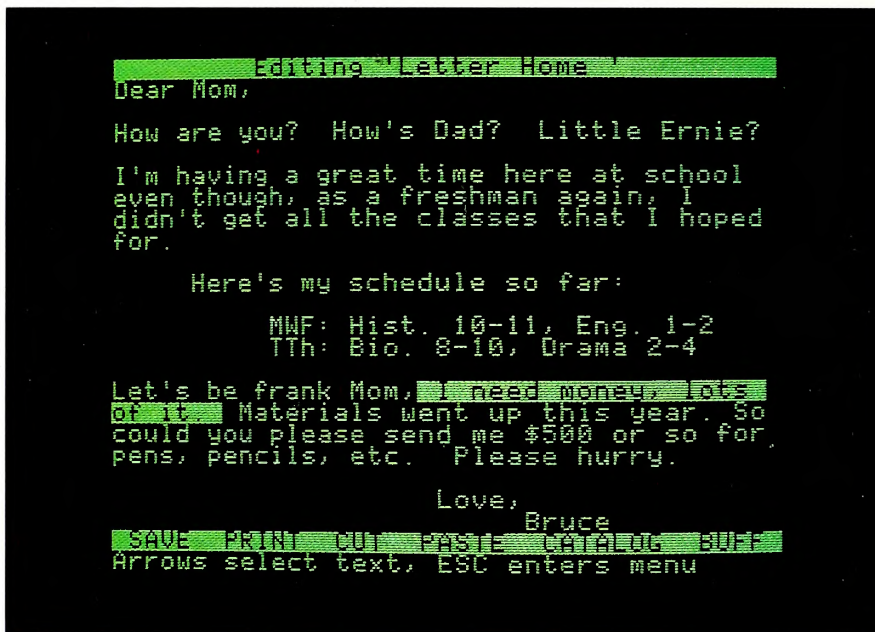 Editing "Letter Home "
Dear Mom,
How are you?  How's Dad?  Little Ernie?
I'm having a great time here at school
even though, as a freshman again, I
didn't get all the classes that I hoped
for.
Here's my schedule so far:
MWF: Hist. 10-11, Eng. 1-2
TTh: Bio. 8-10, Drama 2-4
Let's be frank Mom, I need money, lots
of it.  Materials went up this year. So
could you please send me $500 or so for
pens, pencils, etc.  Please hurry.
Love,
Bruce
SAVE  PRINT  CUT  PASTE  CATALOG  BUFF
Arrows select text, ESC enters menu